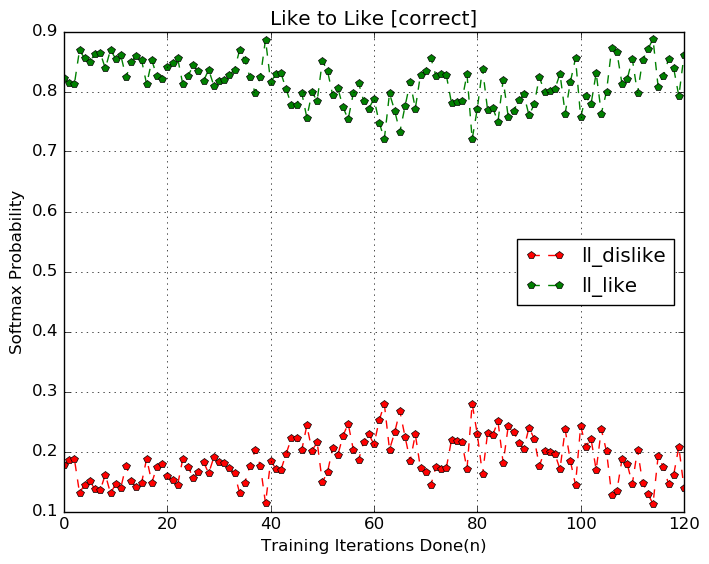 Like to Like [correct]
Softmax Probability
0.9
0.8
0.7
0.6
0.5
0.4
0.3
0.2
0.1
ll_dislike
ll_like
0 20 40 60 80 100 120
Training Iterations Done(n)